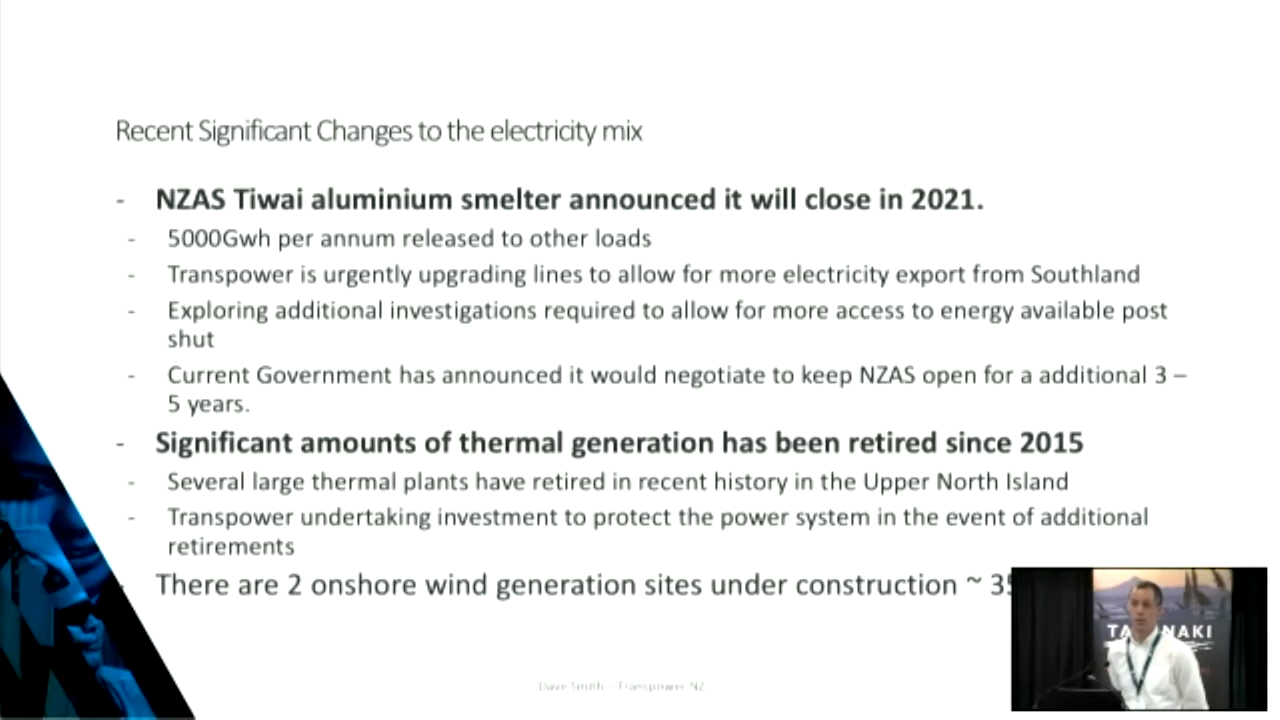 Recent Significant Changes to the electricity mix
- NZAS Tiwai aluminium smelter announced it will close in 2021.
- 5000Gwh per annum released to other loads
- Transpower is urgently upgrading lines to allow for more electricity export from Southland
- Exploring additional investigations required to allow for more access to energy available post
shut
- Current Government has announced it would negotiate to keep NZAS open for a additional 3 –
5 years.
- Significant amounts of thermal generation has been retired since 2015
- Several large thermal plants have retired in recent history in the Upper North Island
- Transpower undertaking investment to protect the power system in the event of additional
retirements
There are 2 onshore wind generation sites under construction ~
Dave Smith – Transpower NZ